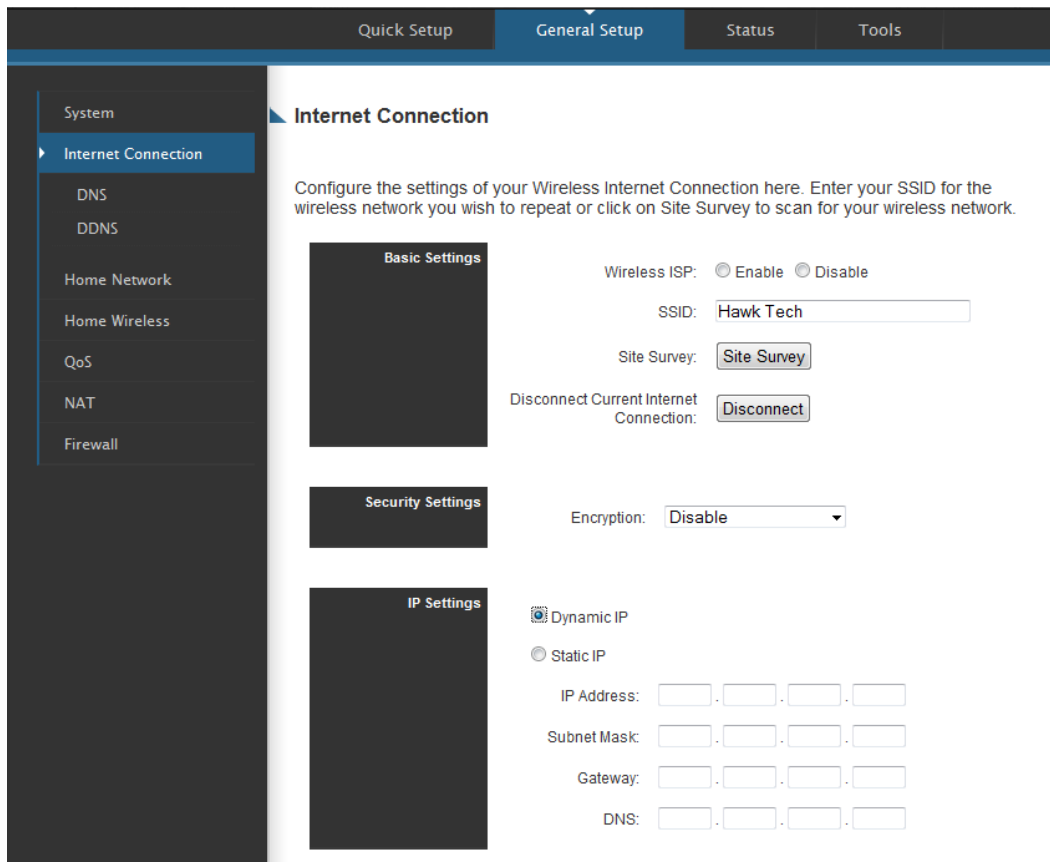 Quick Setup General Setup Status Tools
System
Internet Connection
DNS
DDNS
Home Network
Home Wireless
QoS
NAT
Firewall
Internet Connection
Configure the settings of your Wireless Internet Connection here. Enter your SSID for the
wireless network you wish to repeat or click on Site Survey to scan for your wireless network.
Basic Settings
Wireless ISP: Enable Disable
SSID: Hawk Tech
Site Survey: Site Survey
Disconnect Current Internet
Connection: Disconnect
Security Settings
Encryption: Disable
IP Settings
Dynamic IP
Static IP
IP Address: . . .
Subnet Mask: . . .
Gateway: . . .
DNS: . . .